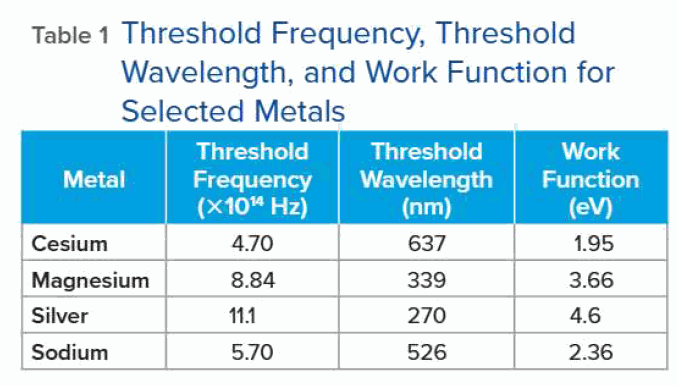 Table 1 Threshold Frequency, Threshold
Wavelength, and Work Function for
Selected Metals
Metal Threshold Frequency (×10¹⁴ Hz) Threshold Wavelength (nm) Work Function (eV)
Cesium 4.70 637 1.95
Magnesium 8.84 339 3.66
Silver 11.1 270 4.6
Sodium 5.70 526 2.36